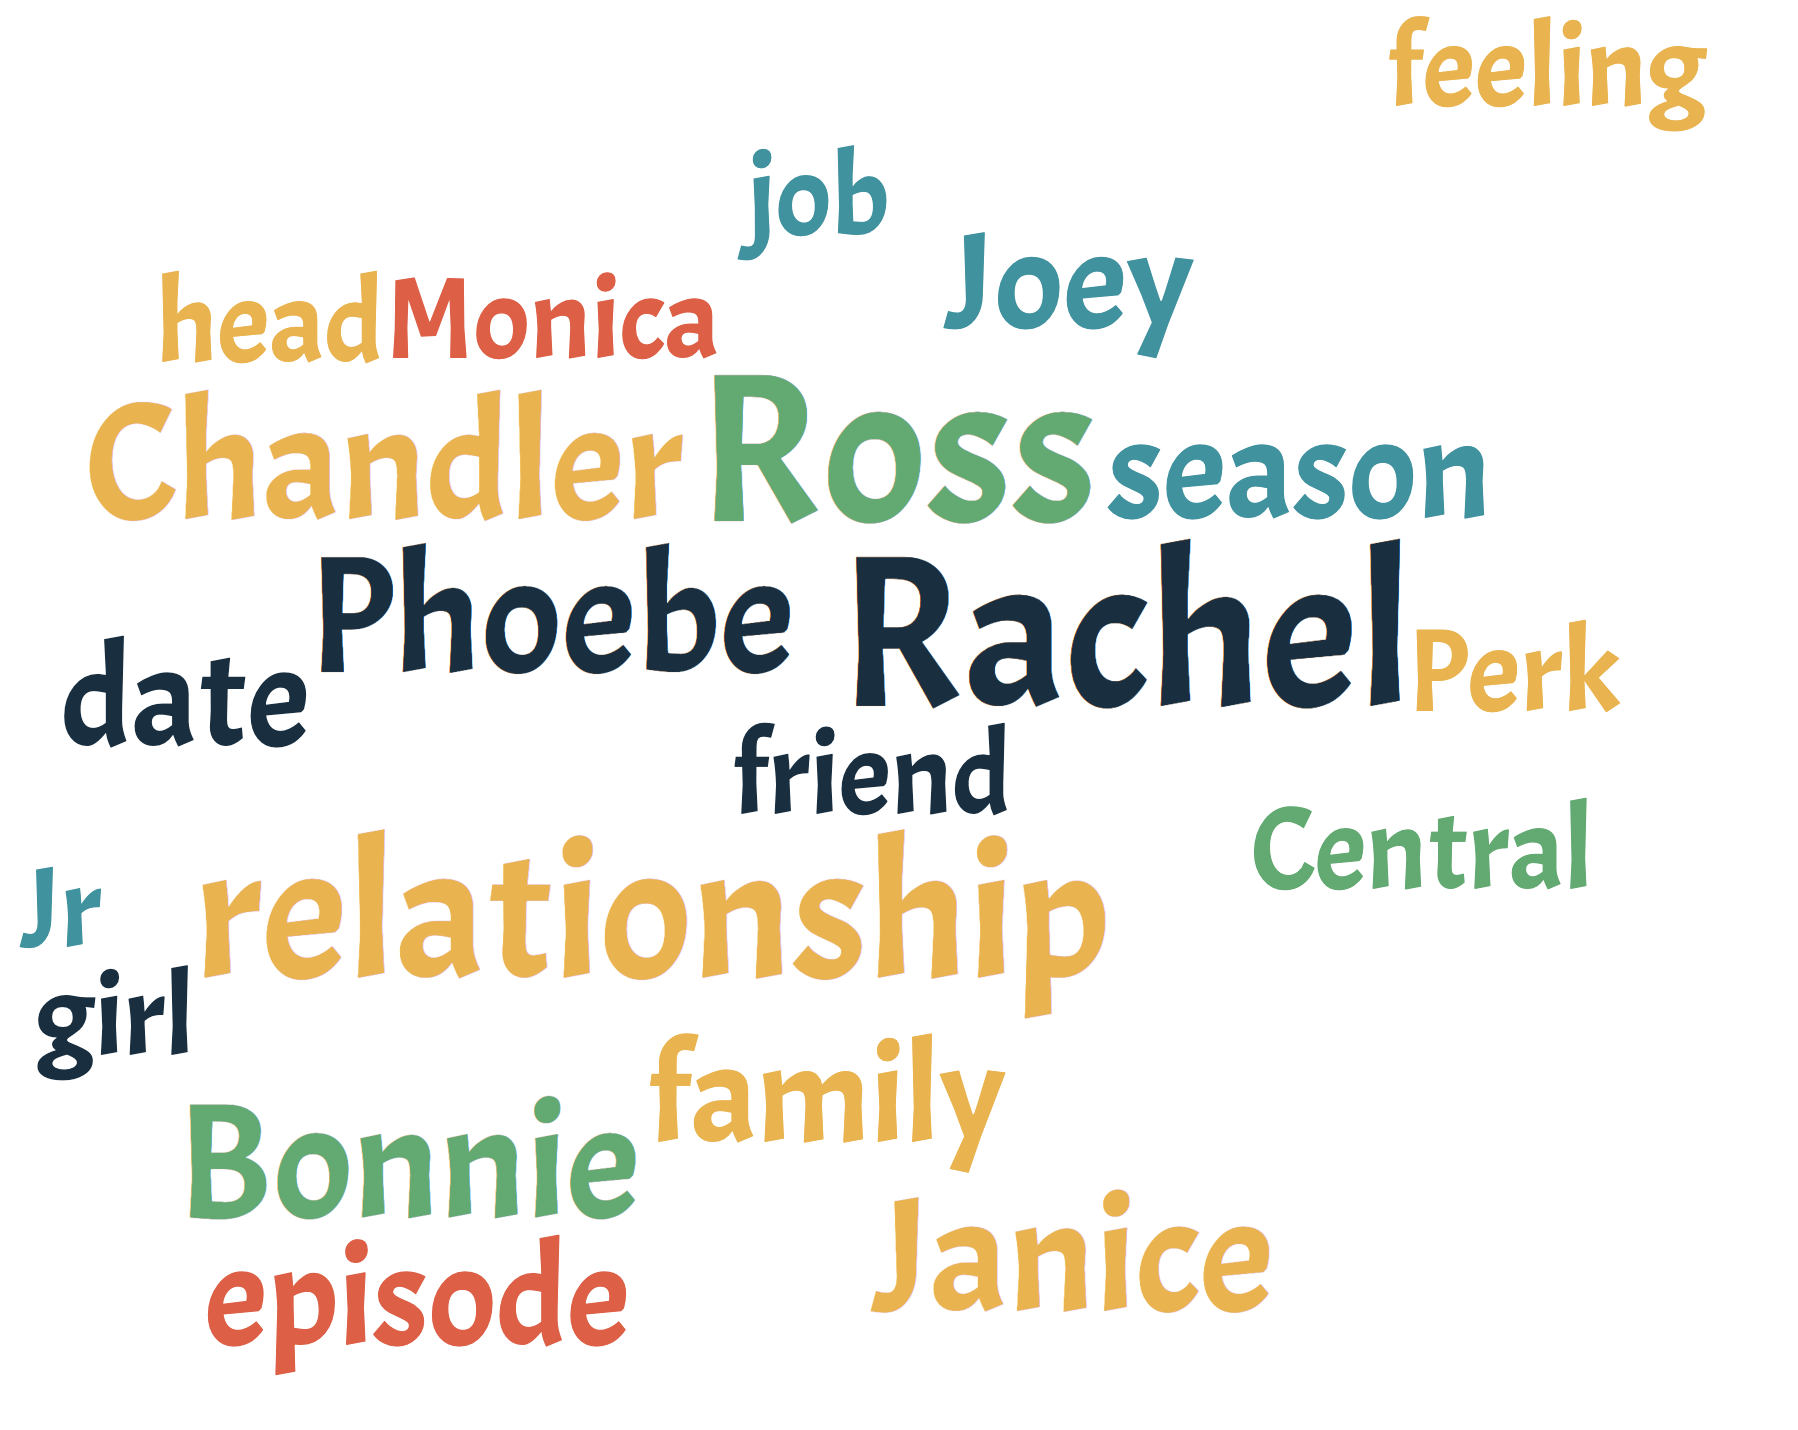 feeling
job
Joey
head Monica
Chandler Ross season
Phoebe Rachel Perk
date
friend
Central
Jr relationship
girl
family
Bonnie
Janice
episode